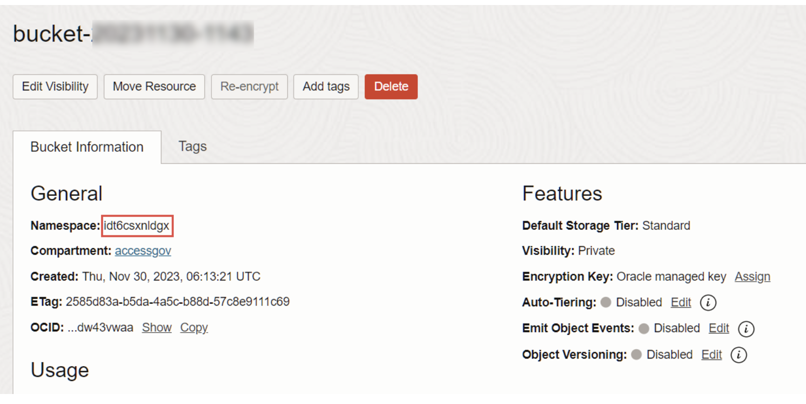 bucket-
Edit Visibility Move Resource Re-encrypt Add tags Delete
Bucket Information Tags
General
Namespace: idt6csxnldgx
Compartment: accessgov
Created: Thu, Nov 30, 2023, 06:13:21 UTC
ETag: 2585d83a-b5da-4a5c-b88d-57c8e9111c69
OCID: ...dw43vwaa Show Copy
Usage
Features
Default Storage Tier: Standard
Visibility: Private
Encryption Key: Oracle managed key Assign
Auto-Tiering: Disabled Edit i
Emit Object Events: Disabled Edit i
Object Versioning: Disabled Edit i